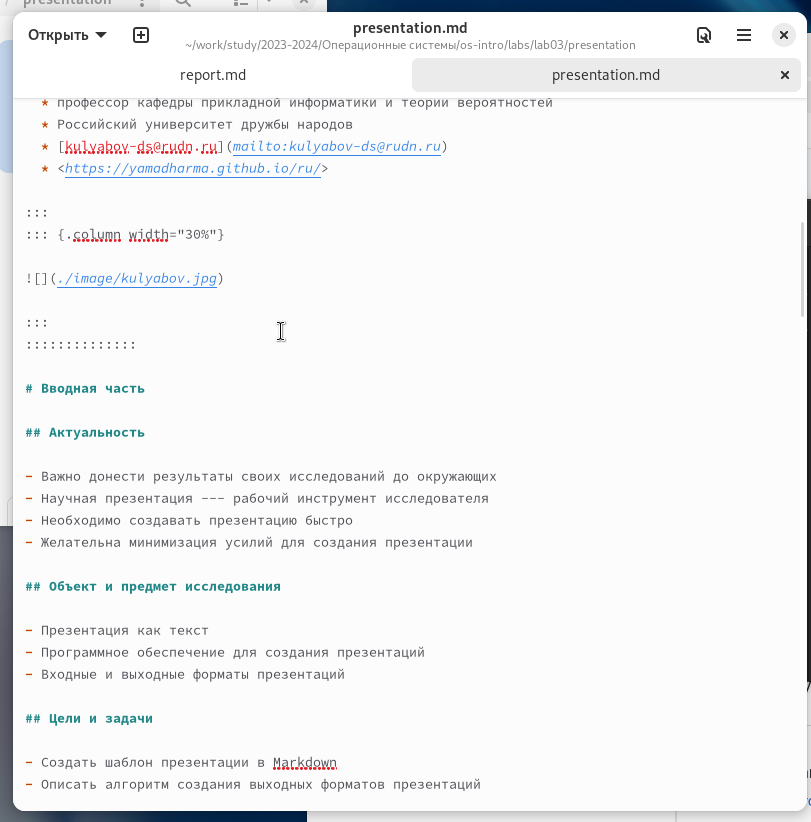 presentation
Открыть
presentation.md
~/work/study/2023-2024/Операционные системы/os-intro/labs/lab03/presentation
report.md
presentation.md
* профессор кафедры прикладной информатики и теории вероятностей
* Российский университет дружбы народов
* [kulyabov-ds@rudn.ru](mailto:kulyabov-ds@rudn.ru)
* <https://yamadharma.github.io/ru/>
:::
::: {.column width="30%"}
![](./image/kulyabov.jpg)
:::
::::::::::::::
# Вводная часть
## Актуальность
- Важно донести результаты своих исследований до окружающих
- Научная презентация --- рабочий инструмент исследователя
- Необходимо создавать презентацию быстро
- Желательна минимизация усилий для создания презентации
## Объект и предмет исследования
- Презентация как текст
- Программное обеспечение для создания презентаций
- Входные и выходные форматы презентаций
## Цели и задачи
- Создать шаблон презентации в Markdown
- Описать алгоритм создания выходных форматов презентаций